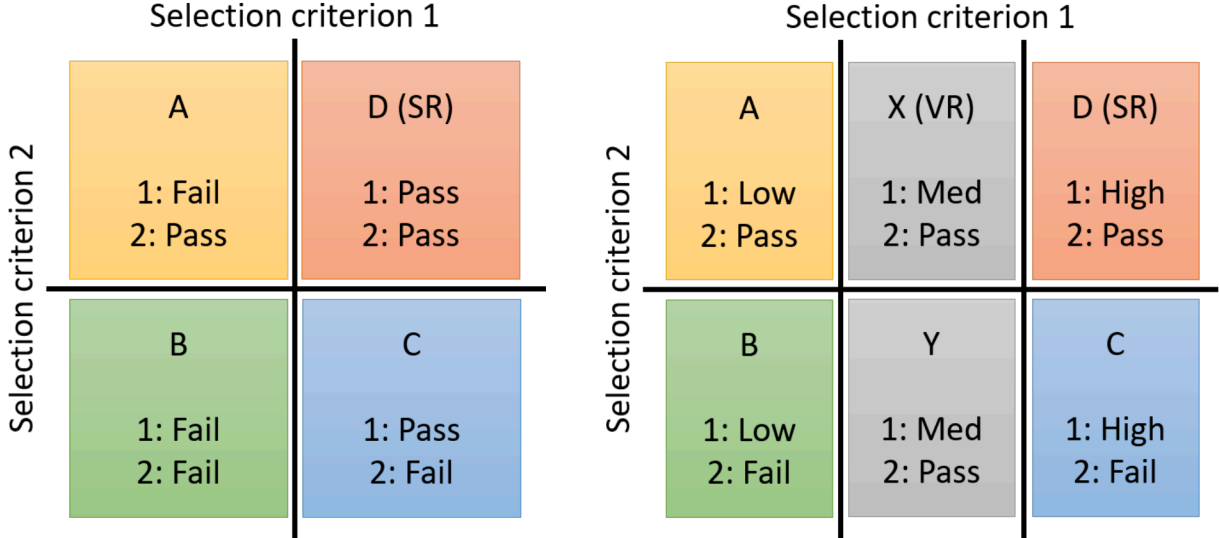 Selection criterion 1
Selection criterion 2
A
1: Fail
2: Pass
D (SR)
1: Pass
2: Pass
B
1: Fail
2: Fail
C
1: Pass
2: Fail
Selection criterion 1
Selection criterion 2
A
1: Low
2: Pass
X (VR)
1: Med
2: Pass
D (SR)
1: High
2: Pass
B
1: Low
2: Fail
Y
1: Med
2: Pass
C
1: High
2: Fail